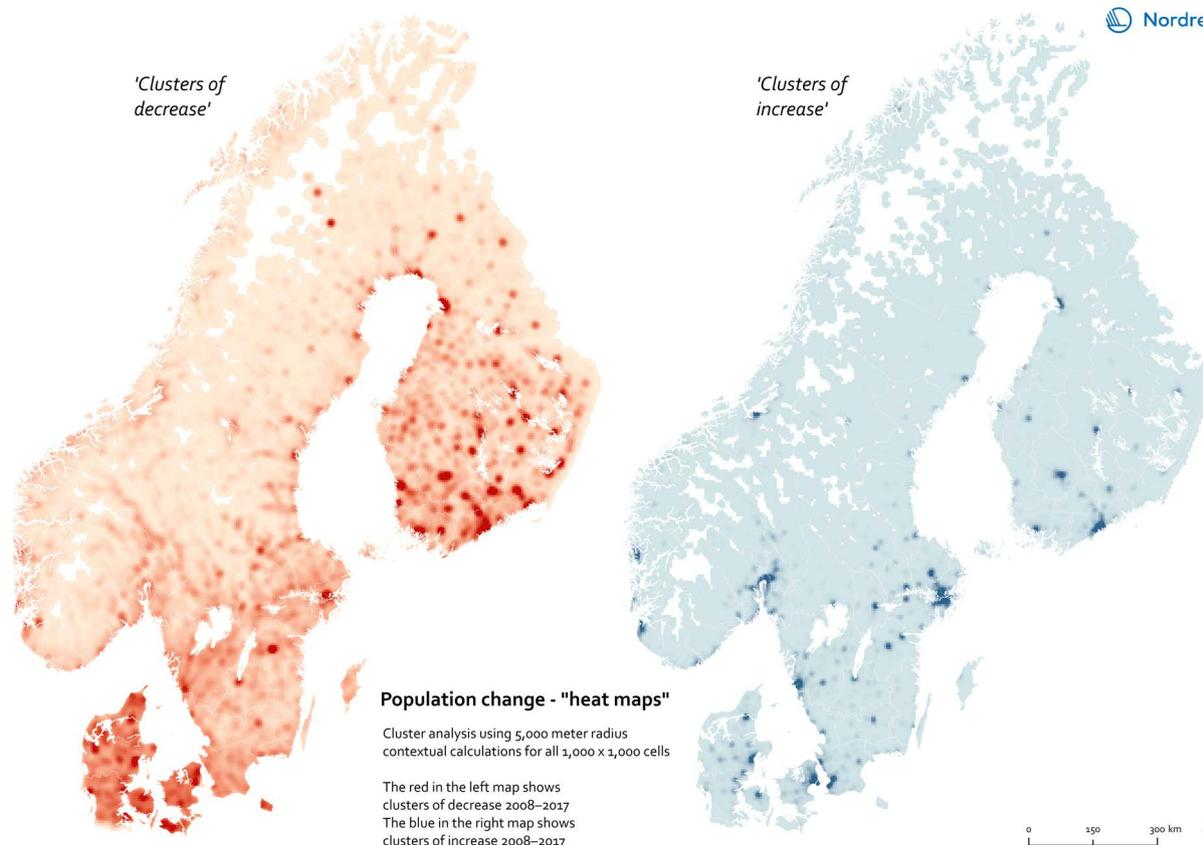 Nordre
'Clusters of
decrease'
'Clusters of
increase'
Population change - "heat maps"
Cluster analysis using 5,000 meter radius
contextual calculations for all 1,000 x 1,000 cells
The red in the left map shows
clusters of decrease 2008–2017
The blue in the right map shows
clusters of increase 2008–2017
0 150 300 km